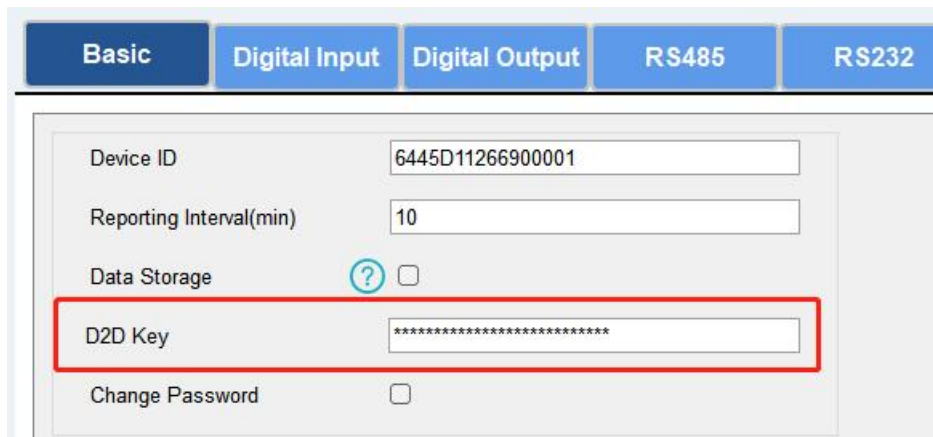 Basic Digital Input Digital Output RS485 RS232
Device ID 6445D11266900001
Reporting Interval(min) 10
Data Storage ?
D2D Key ***************************
Change Password